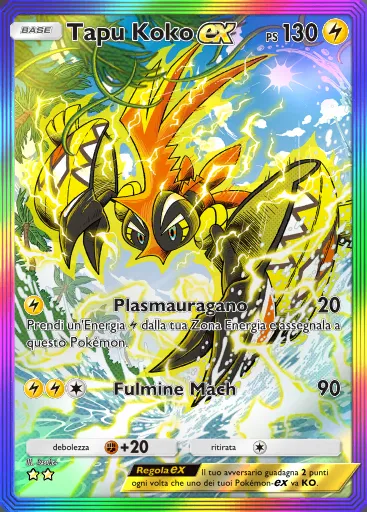 BASE Tapu Koko ex PS 130
Plasmauragano 20
Prendi un'Energia dalla tua Zona Energia e assegnala a
questo Pokémon.
Fulmine Mach 90
debolezza +20 ritirata
Regola ex Il tuo avversario guadagna 2 punti
ogni volta che uno dei tuoi Pokémon-ex va KO.